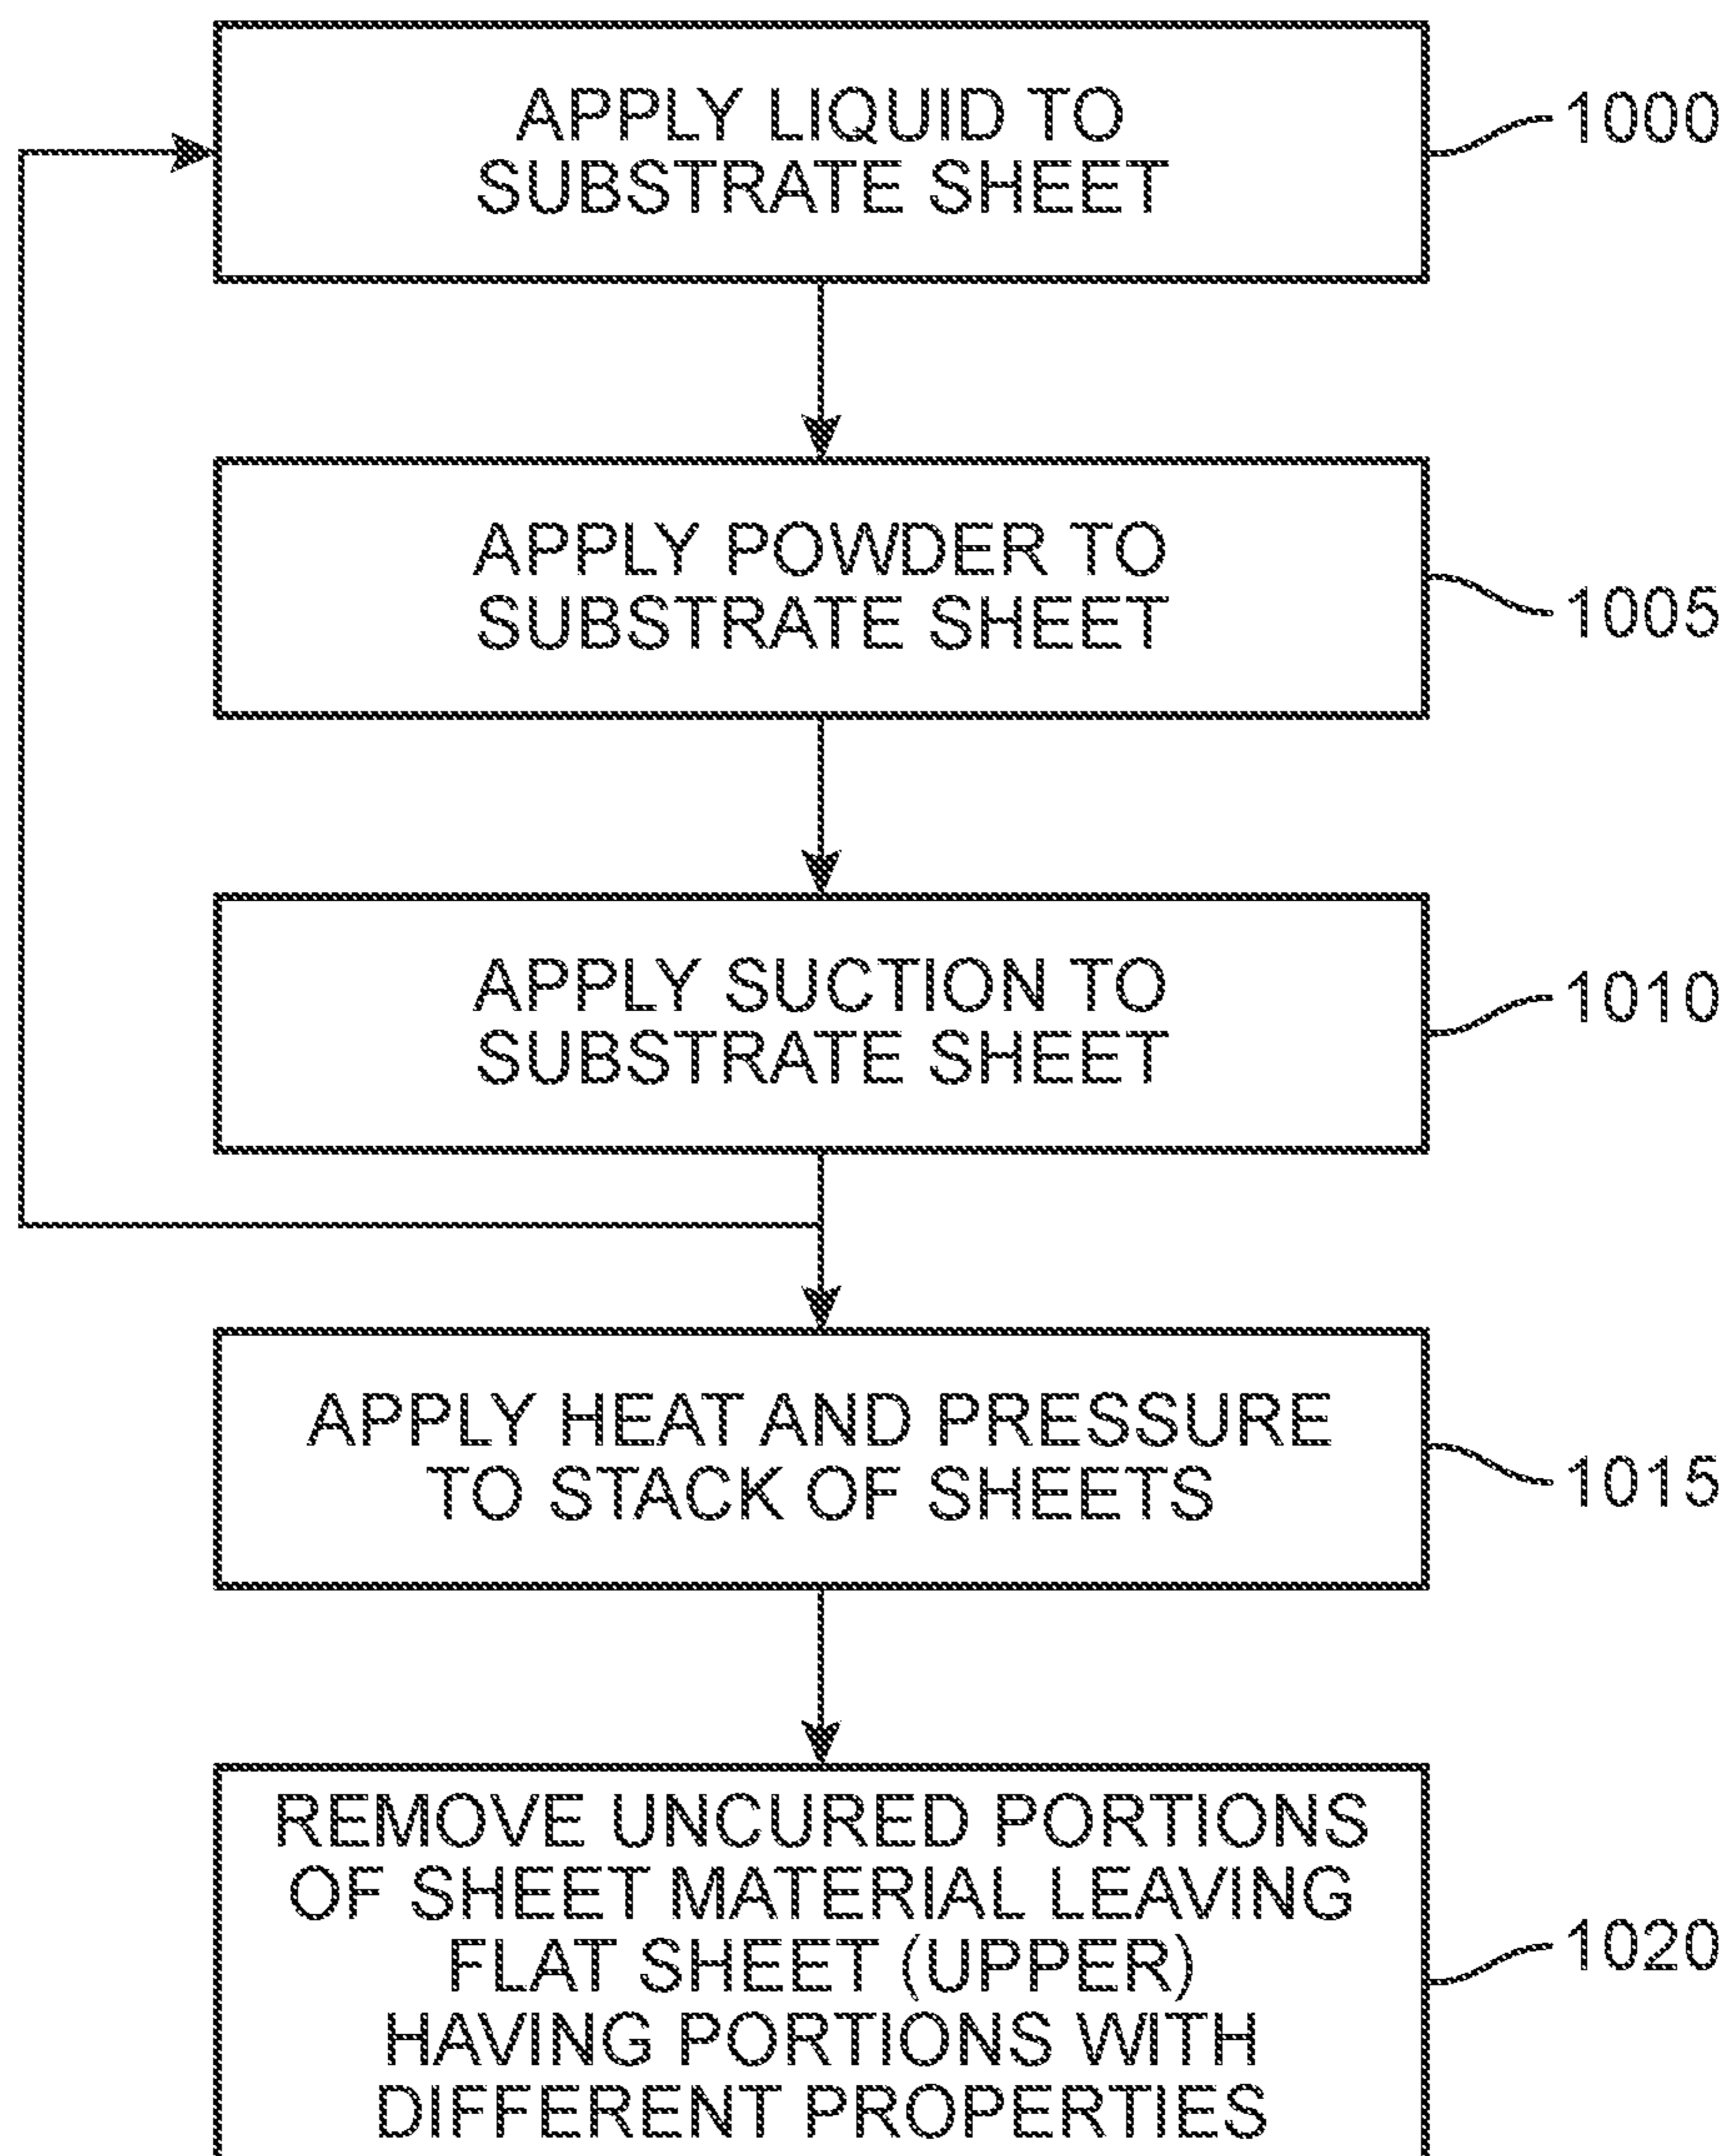 APPLY LIQUID TO
SUBSTRATE SHEET
1000
APPLY POWDER TO
SUBSTRATE SHEET
1005
APPLY SUCTION TO
SUBSTRATE SHEET
1010
APPLY HEAT AND PRESSURE
TO STACK OF SHEETS
1015
REMOVE UNCURED PORTIONS
OF SHEET MATERIAL LEAVING
FLAT SHEET (UPPER)
HAVING PORTIONS WITH
DIFFERENT PROPERTIES
1020